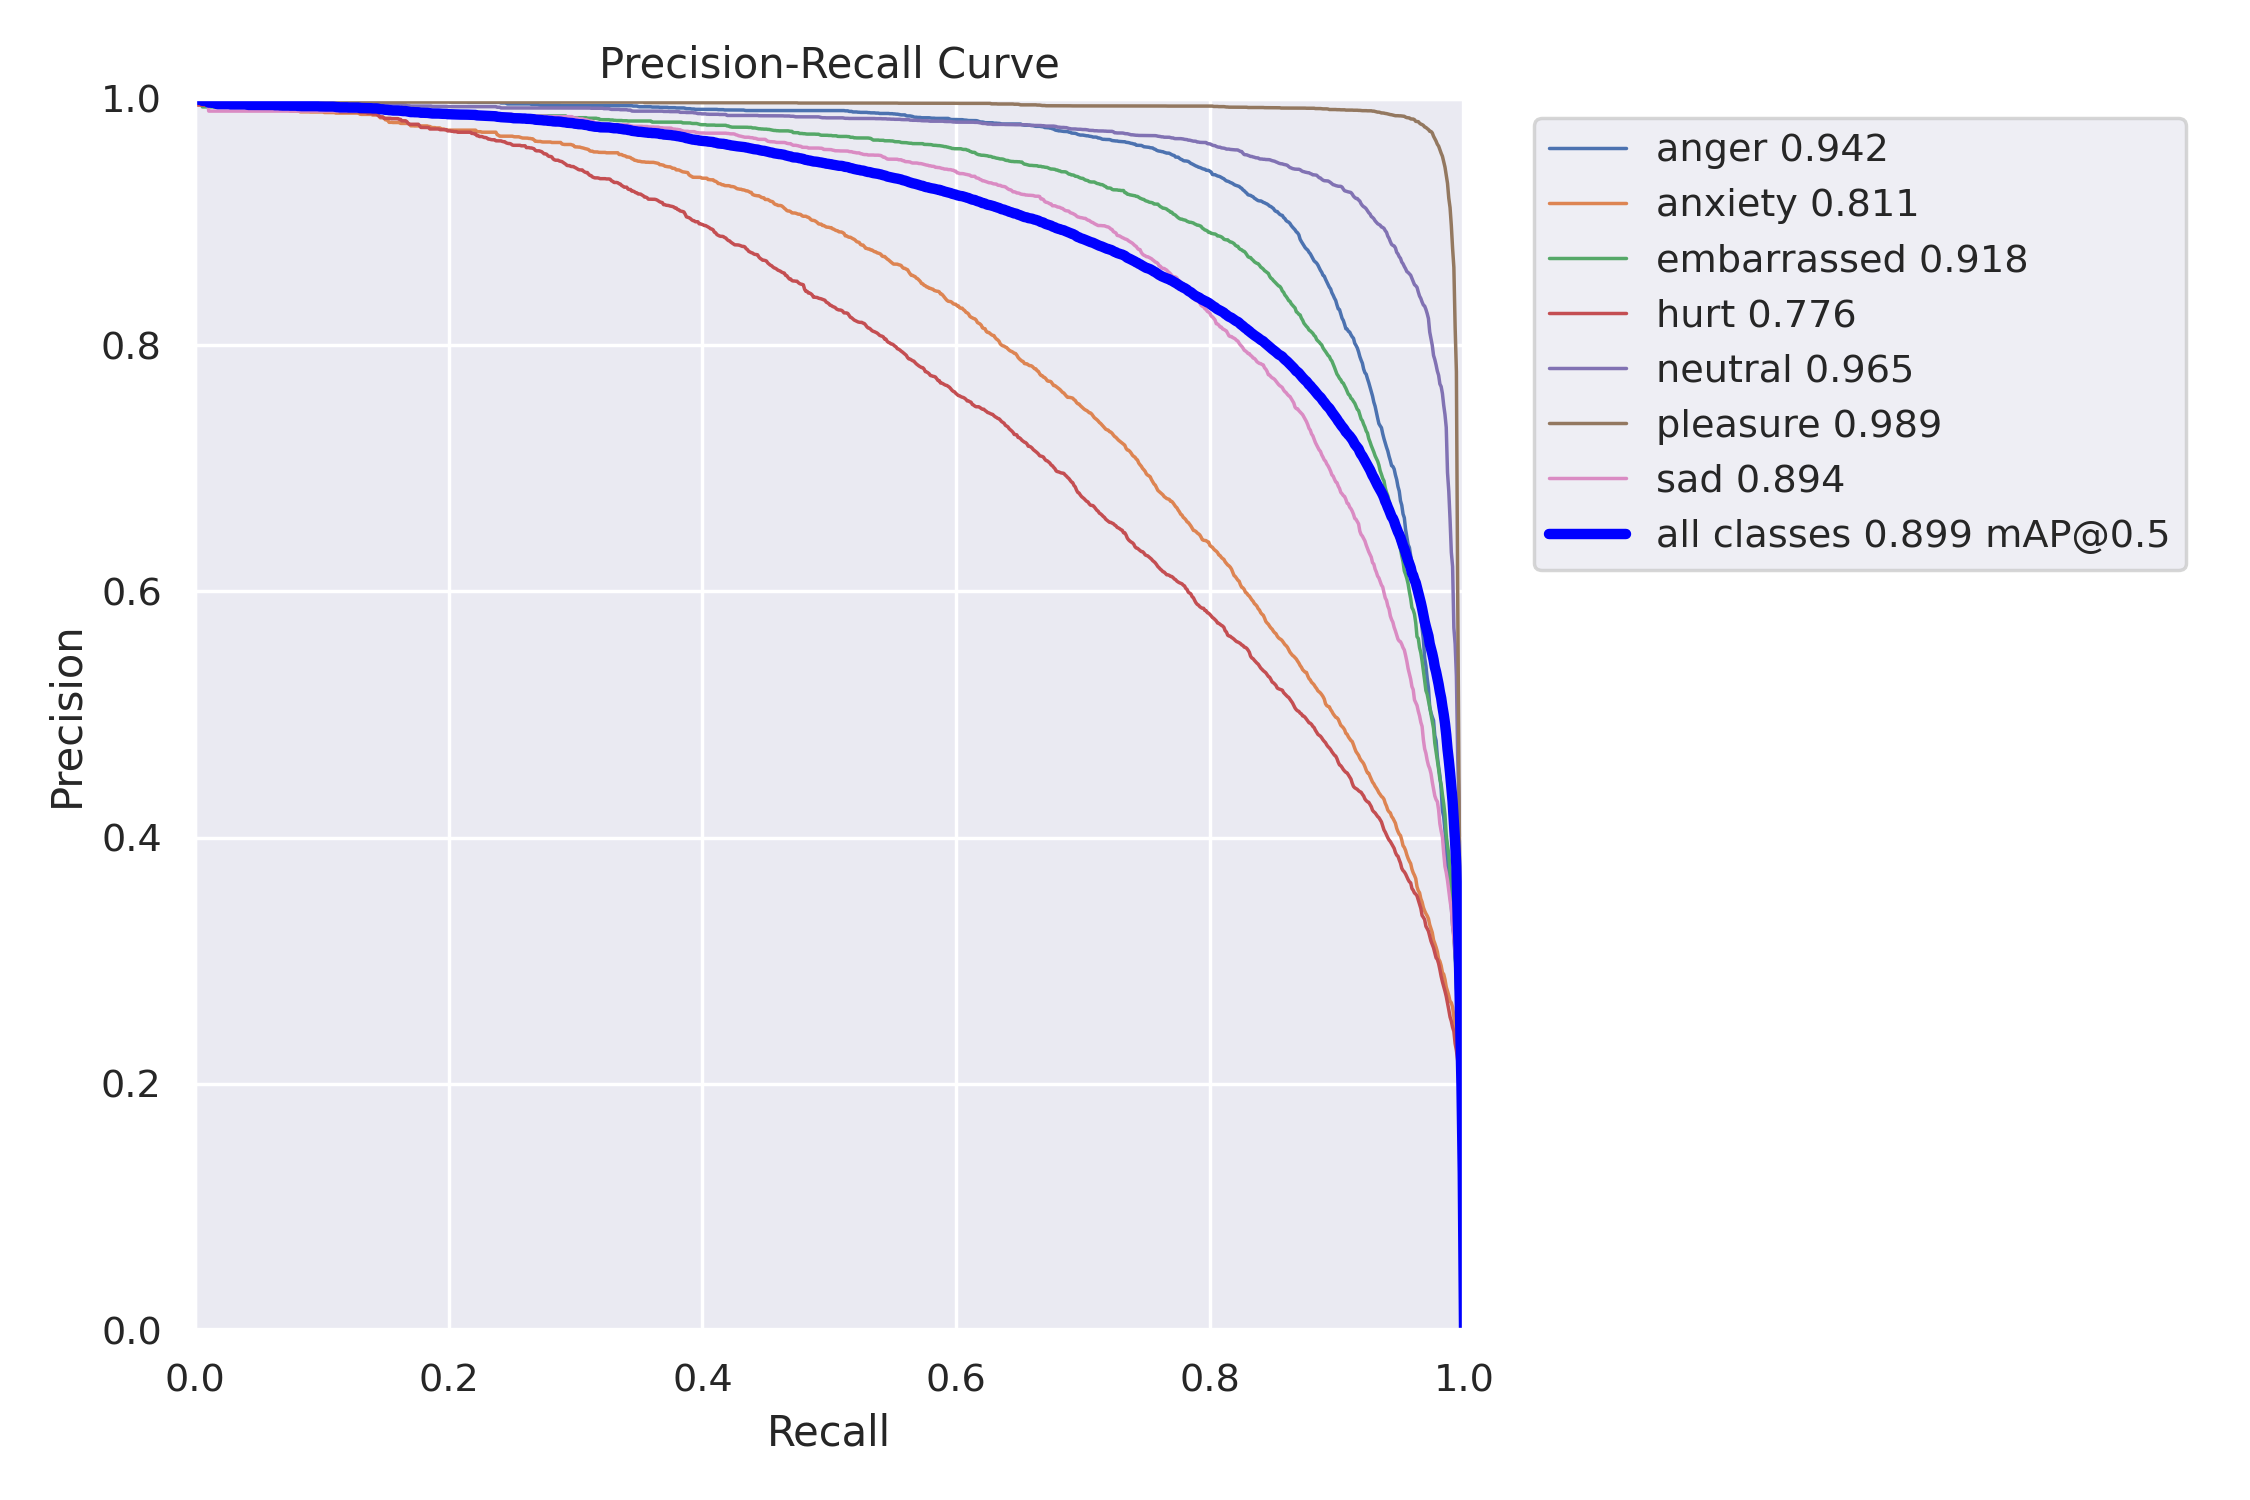 Precision-Recall Curve
1.0
0.8
0.6
0.4
0.2
0.0
Precision
0.0 0.2 0.4 0.6 0.8 1.0
Recall
anger 0.942
anxiety 0.811
embarrassed 0.918
hurt 0.776
neutral 0.965
pleasure 0.989
sad 0.894
all classes 0.899 mAP@0.5